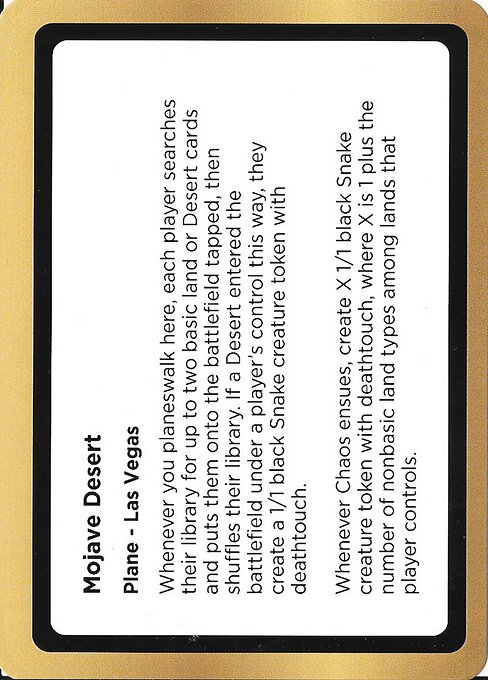 Mojave Desert
Plane - Las Vegas
Whenever you planeswalk here, each player searches
their library for up to two basic land or Desert cards
and puts them onto the battlefield tapped, then
shuffles their library. If a Desert entered the
battlefield under a player's control this way, they
create a 1/1 black Snake creature token with
deathtouch.
Whenever Chaos ensues, create X 1/1 black Snake
creature token with deathtouch, where X is 1 plus the
number of nonbasic land types among lands that
player controls.